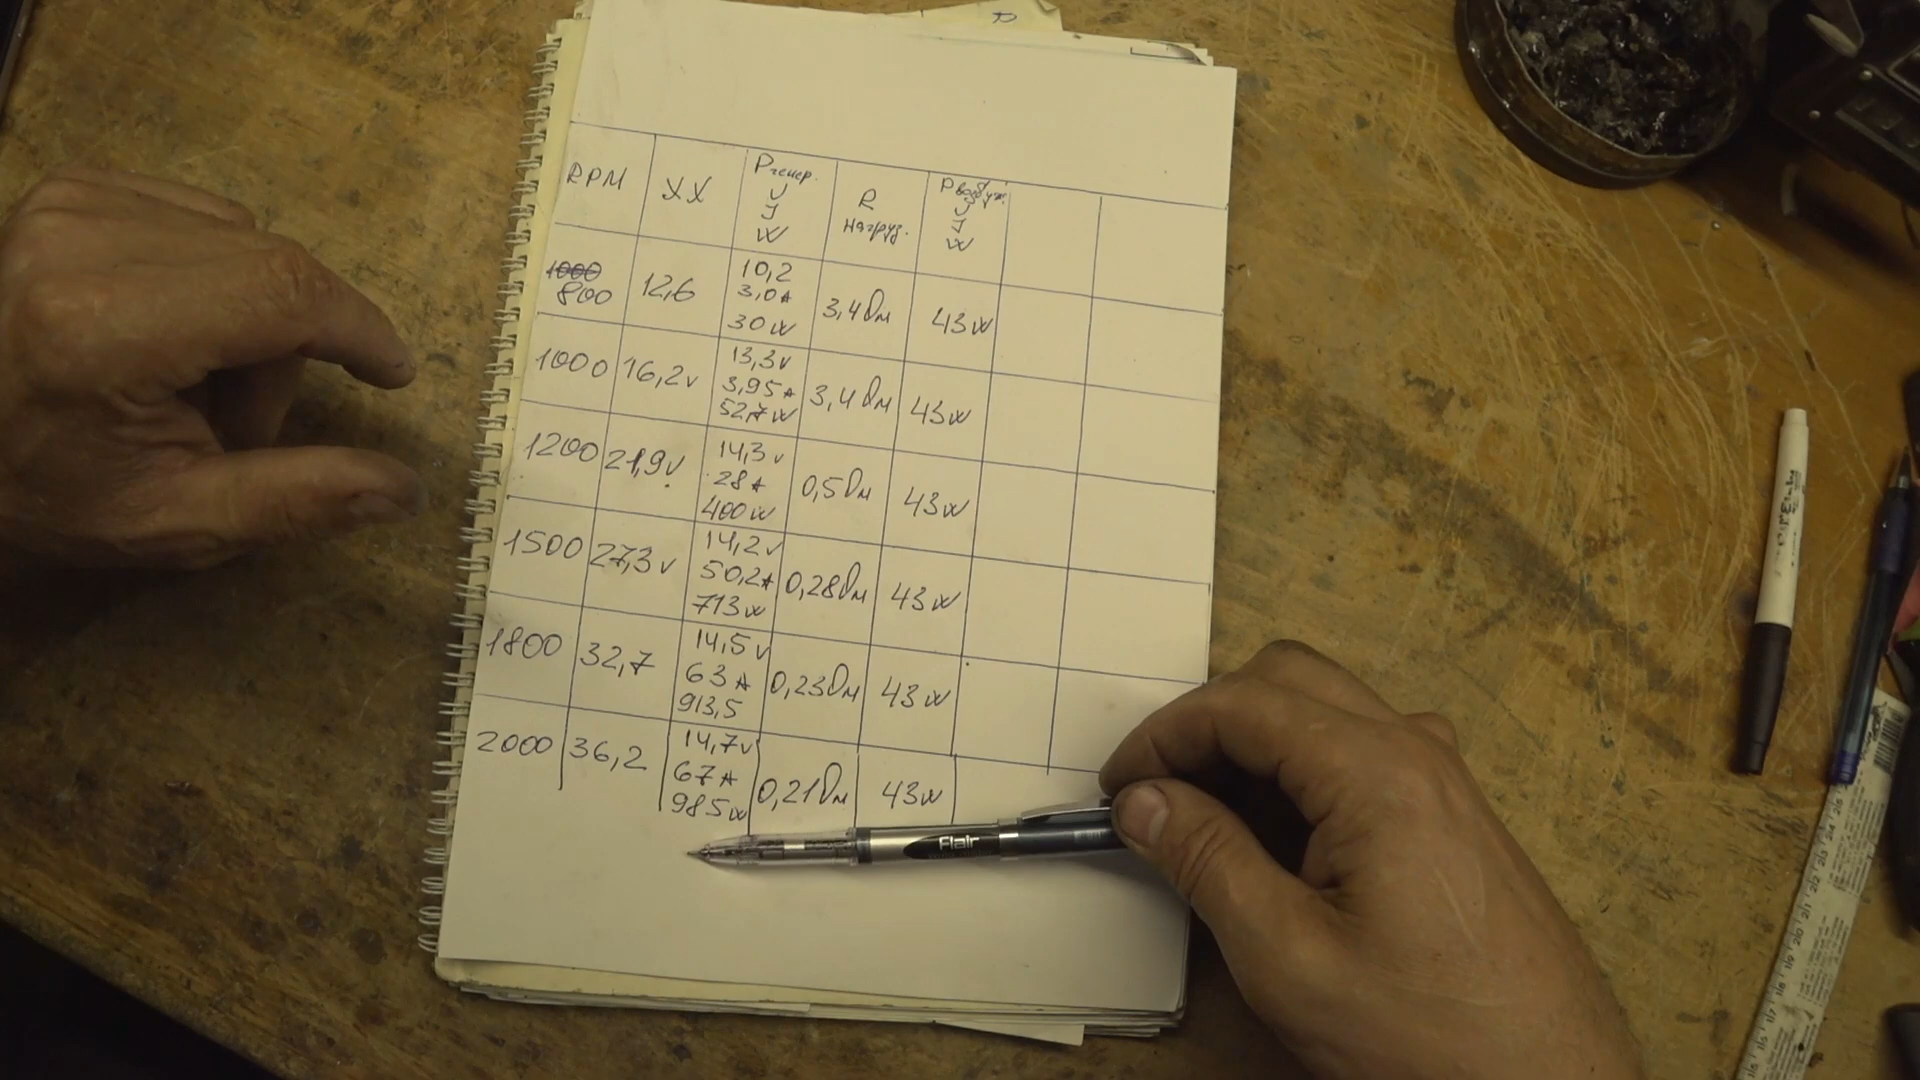 RPM
XX
Pгенер.
U
I
W
R
нагруз.
Pвозбуж.
U
I
W
1000
800
12,6
10,2
3,0A
30W
3,4Ом
43W
1000
16,2V
13,3V
3,95A
52,7W
3,4Ом
43W
1200
21,9V
14,3V
28A
400W
0,5Ом
43W
1500
27,3V
14,2V
50,2A
713W
0,28Ом
43W
1800
32,7
14,5V
63A
913,5
0,23Ом
43W
2000
36,2
14,7V
67A
985W
0,21Ом
43W
Flair